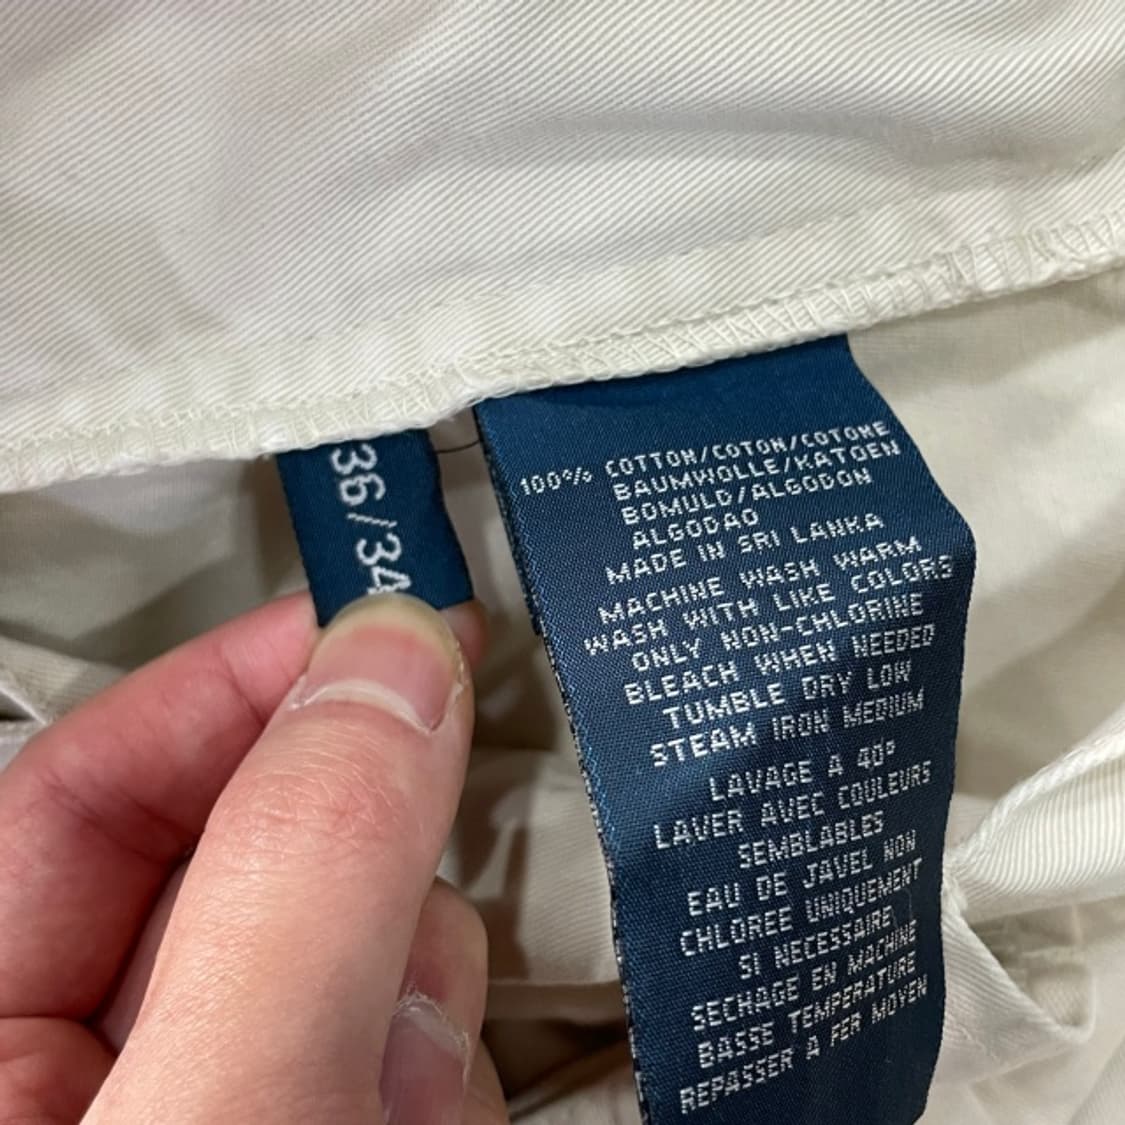 36/34
100% COTTON/COTON/COTONE
BAUMWOLLE/KATOEN
BOMULD/ALGODON
ALGODAO
MADE IN SRI LANKA
MACHINE WASH WARM
WASH WITH LIKE COLORS
ONLY NON-CHLORINE
BLEACH WHEN NEEDED
TUMBLE DRY LOW
STEAM IRON MEDIUM
LAVAGE A 40°
LAVER AVEC COULEURS
SEMBLABLES
EAU DE JAVEL NON
CHLOREE UNIQUEMENT
SI NECESSAIRE
SECHAGE EN MACHINE
BASSE TEMPERATURE
REPASSER A FER MOYEN